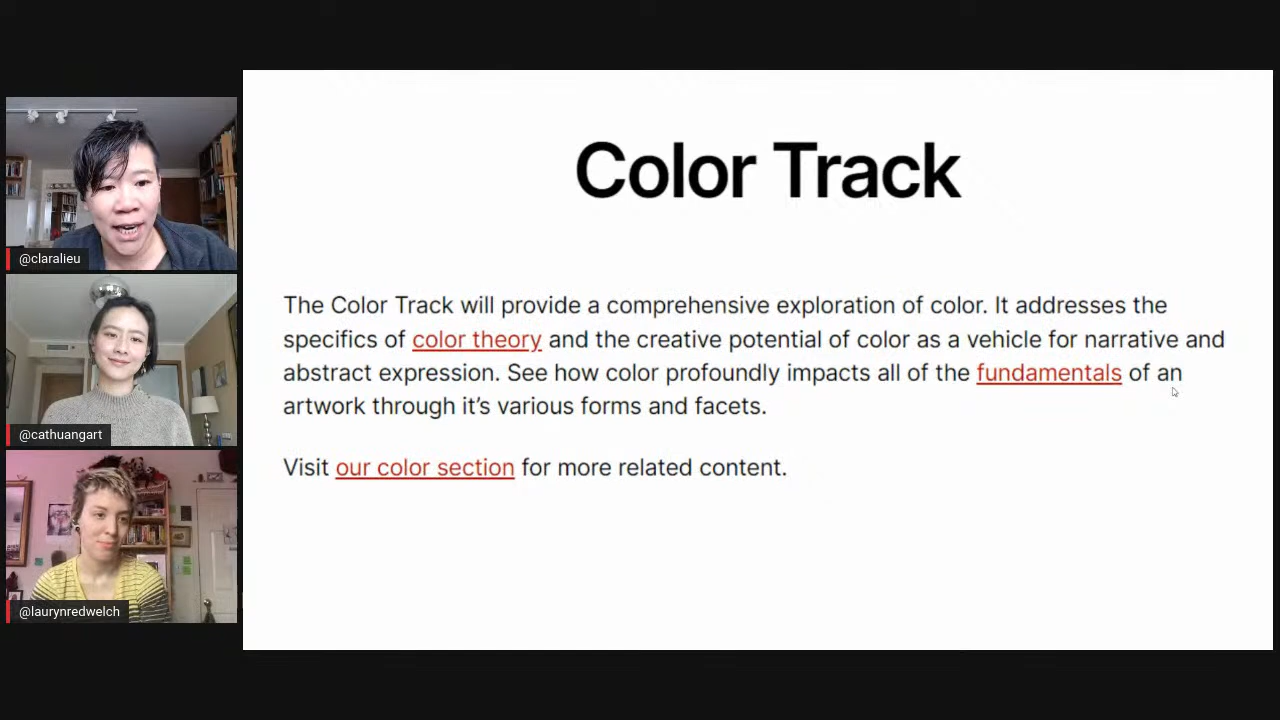 @claralieu
@cathuangart
@laurynredwelch
Color Track
The Color Track will provide a comprehensive exploration of color. It addresses the
specifics of color theory and the creative potential of color as a vehicle for narrative and
abstract expression. See how color profoundly impacts all of the fundamentals of an
artwork through it’s various forms and facets.
Visit our color section for more related content.